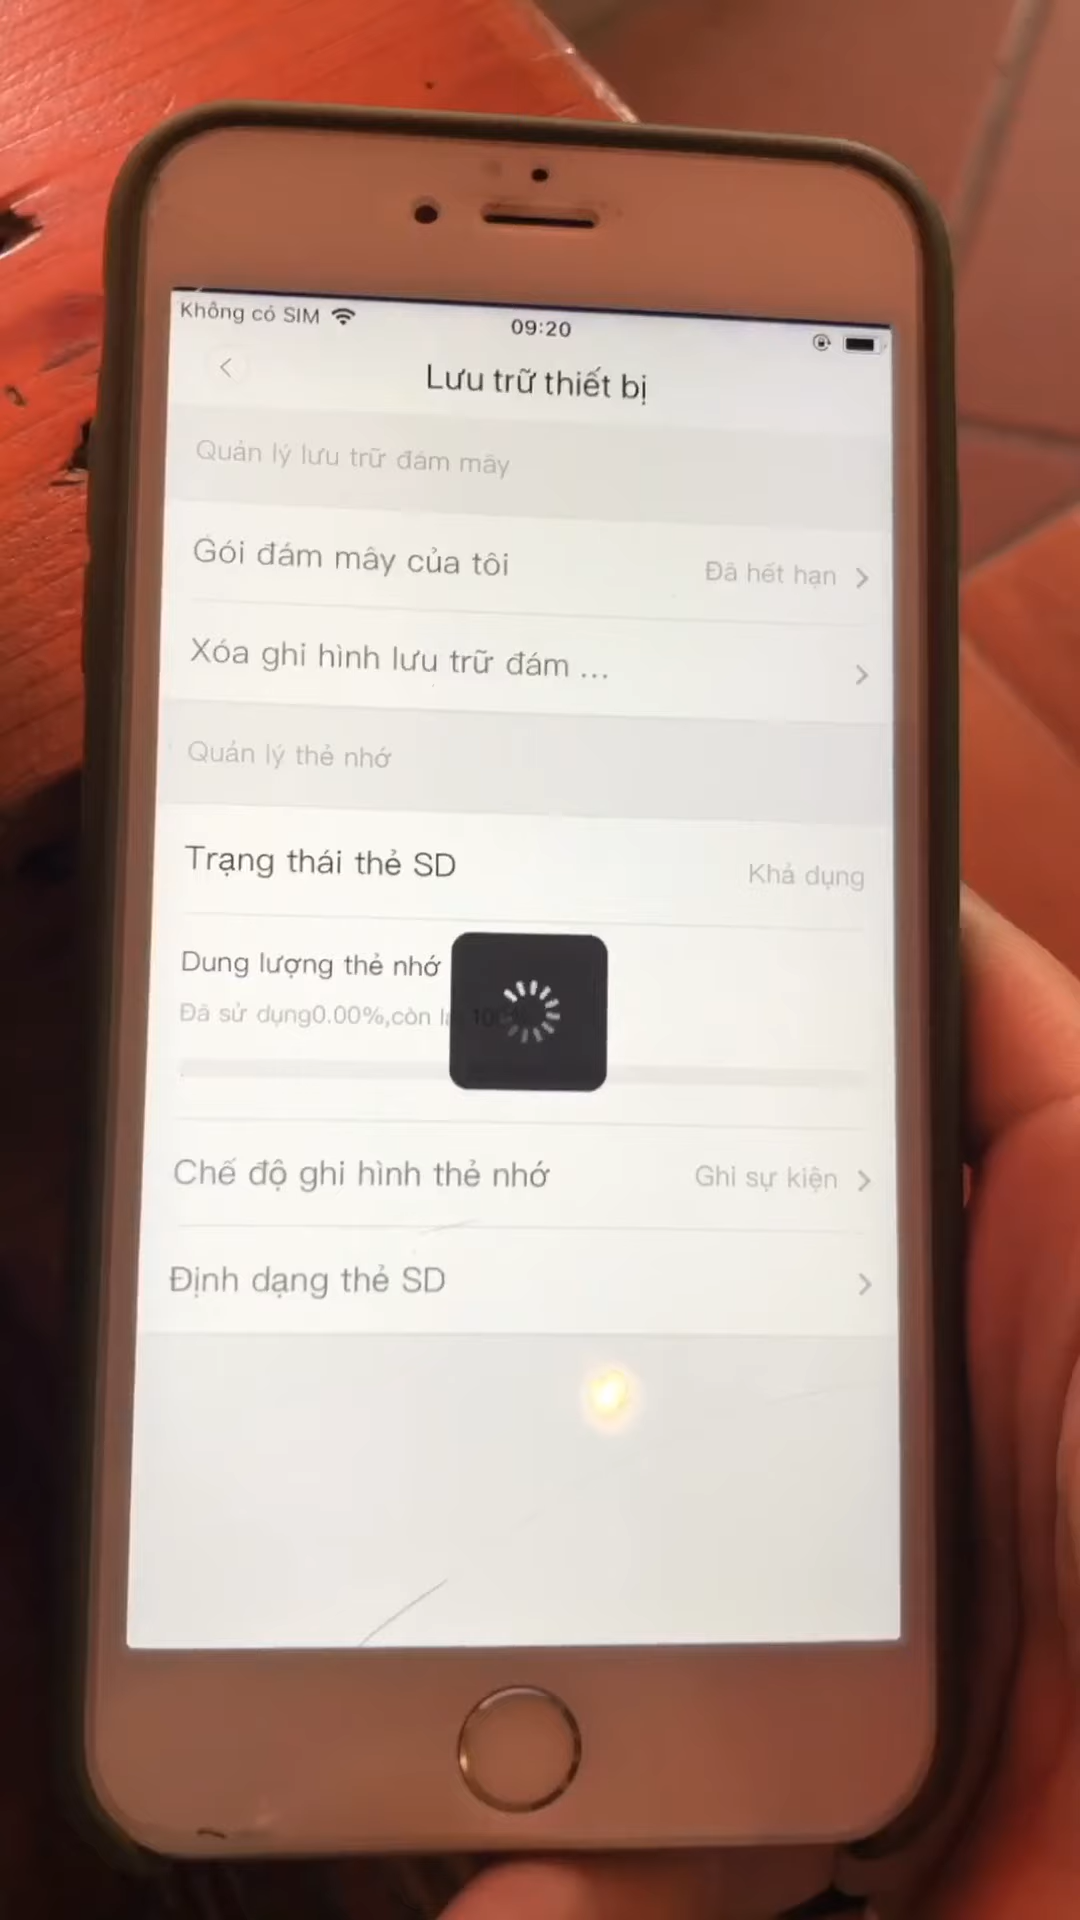 Không có SIM
09:20
Lưu trữ thiết bị
Quản lý lưu trữ đám mây
Gói đám mây của tôi
Đã hết hạn
Xóa ghi hình lưu trữ đám ...
Quản lý thẻ nhớ
Trạng thái thẻ SD
Khả dụng
Dung lượng thẻ nhớ
Đã sử dụng0.00%,còn
Chế độ ghi hình thẻ nhớ
Ghi sự kiện
Định dạng thẻ SD